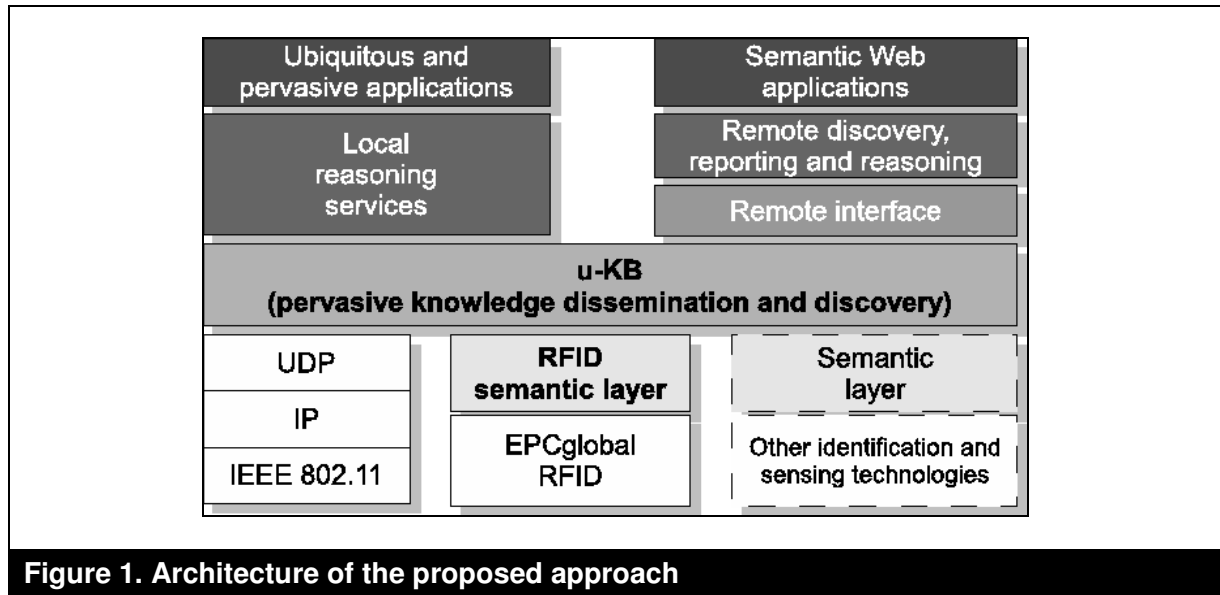 Ubiquitous and
pervasive applications
Semantic Web
applications
Local
reasoning
services
Remote discovery,
reporting and reasoning
Remote interface
u-KB
(pervasive knowledge dissemination and discovery)
UDP
IP
IEEE 802.11
RFID
semantic layer
EPCglobal
RFID
Semantic
layer
Other identification and
sensing technologies
Figure 1. Architecture of the proposed approach